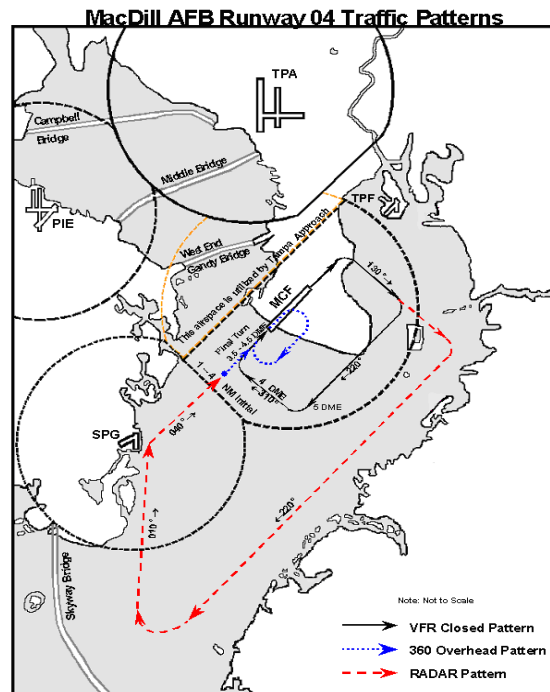 MacDill AFB Runway 04 Traffic Patterns
TPA
Campbell
Bridge
Middle Bridge
PIE
TPF
West End
Gandy Bridge
This airspace is utilized by Tampa Approach
MCF
130°→
Final Turn
3.5 - 4.5 DME
1 - 4
NM Initial
4 DME
←310°
←220°
5 DME
040°→
SPG
010°→
←220°
Skyway Bridge
Note: Not to Scale
VFR Closed Pattern
360 Overhead Pattern
RADAR Pattern